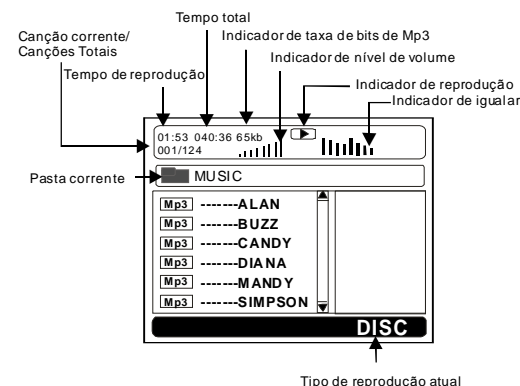 Tempo total
Canção corrente/
Canções Totais
Indicador de taxa de bits de Mp3
Indicador de nível de volume
Tempo de reprodução
Indicador de reprodução
Indicador de igualar
01:53 040:36 65kb
001/124
Pasta corrente
MUSIC
Mp3 -------ALAN
Mp3 -------BUZZ
Mp3 -------CANDY
Mp3 -------DIANA
Mp3 -------MANDY
Mp3 -------SIMPSON
DISC
Tipo de reprodução atual